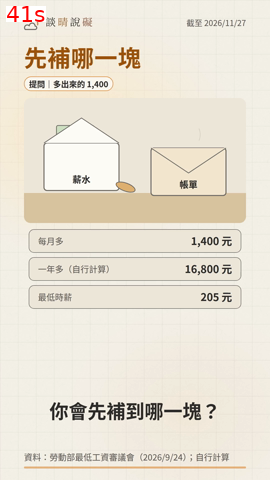 41s
談晴說礙
截至 2026/11/27
先補哪一塊
提問｜多出來的 1,400
薪水
帳單
每月多 1,400 元
一年多（自行計算） 16,800 元
最低時薪 205 元
你會先補到哪一塊？
資料：勞動部最低工資審議會（2026/9/24）；自行計算